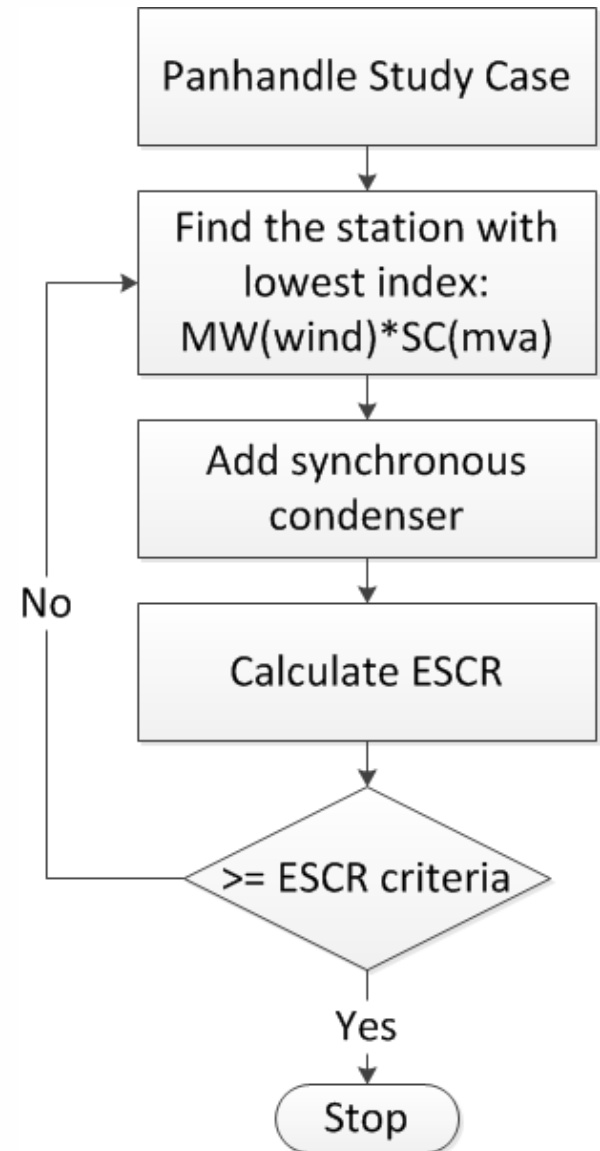 Panhandle Study Case
Find the station with
lowest index:
MW(wind)*SC(mva)
Add synchronous
condenser
Calculate ESCR
No
>= ESCR criteria
Yes
Stop